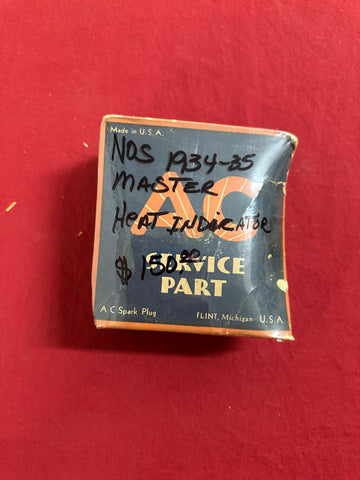 Made in U.S.A.
NOS 1934-35
MASTER
AC
HEAT INDICATOR
$150.00
SERVICE
PART
A C Spark Plug
FLINT, Michigan U.S.A.